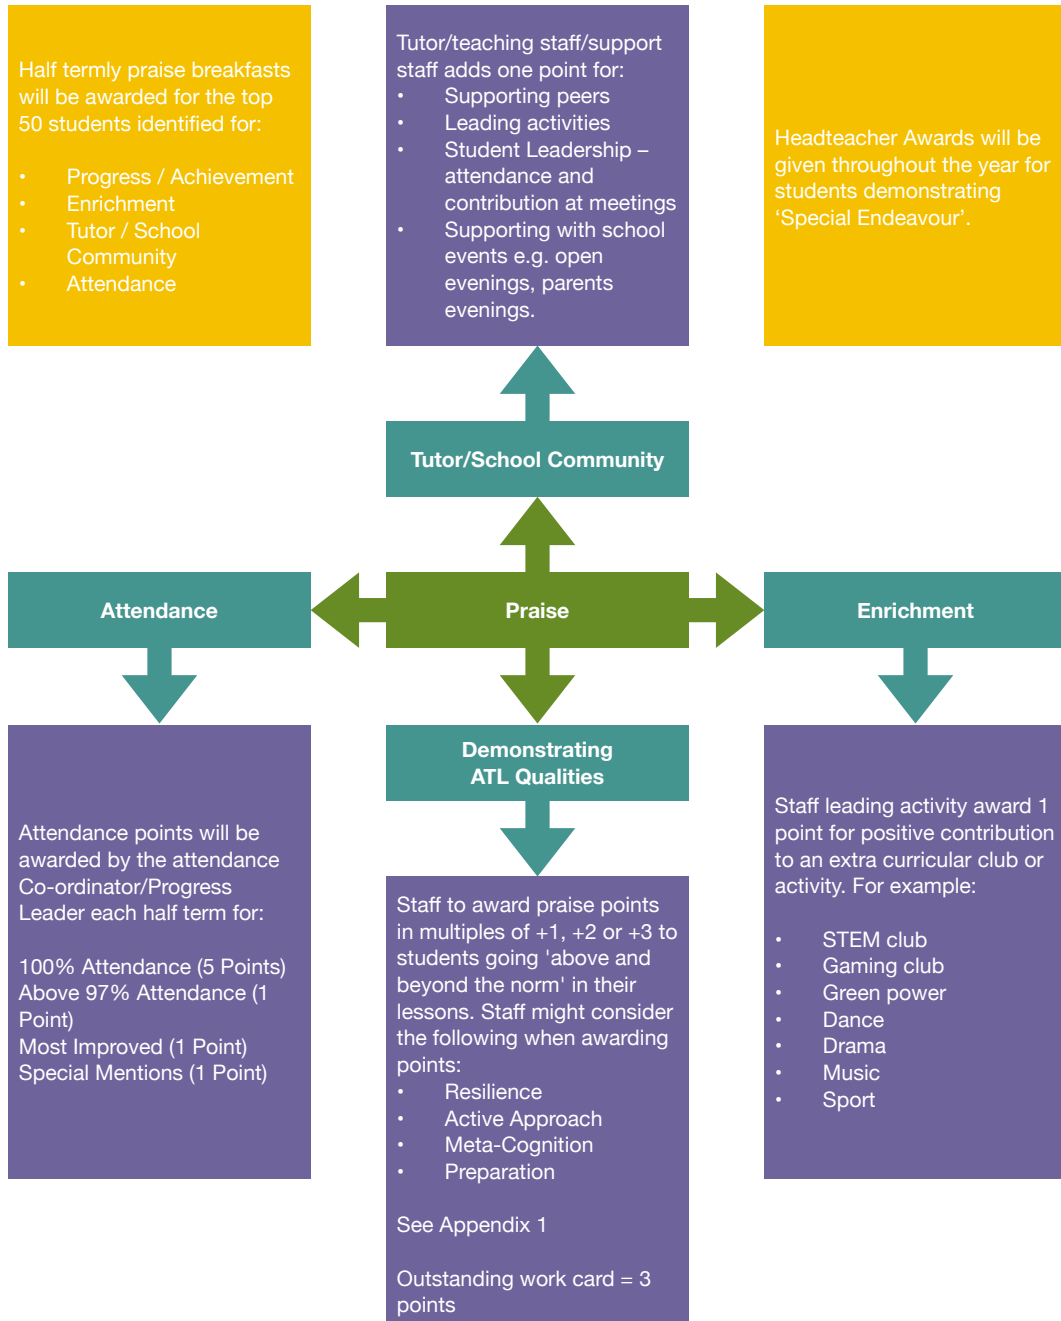 Half termly praise breakfasts
will be awarded for the top
50 students identified for:
• Progress / Achievement
• Enrichment
• Tutor / School
Community
• Attendance
Tutor/teaching staff/support
staff adds one point for:
• Supporting peers
• Leading activities
• Student Leadership –
attendance and
contribution at meetings
• Supporting with school
events e.g. open
evenings, parents
evenings.
Headteacher Awards will be
given throughout the year for
students demonstrating
‘Special Endeavour’.
Tutor/School Community
Attendance
Praise
Enrichment
Attendance points will be
awarded by the attendance
Co-ordinator/Progress
Leader each half term for:
100% Attendance (5 Points)
Above 97% Attendance (1
Point)
Most Improved (1 Point)
Special Mentions (1 Point)
Demonstrating
ATL Qualities
Staff to award praise points
in multiples of +1, +2 or +3 to
students going 'above and
beyond the norm' in their
lessons. Staff might consider
the following when awarding
points:
• Resilience
• Active Approach
• Meta-Cognition
• Preparation
See Appendix 1
Outstanding work card = 3
points
Staff leading activity award 1
point for positive contribution
to an extra curricular club or
activity. For example:
• STEM club
• Gaming club
• Green power
• Dance
• Drama
• Music
• Sport